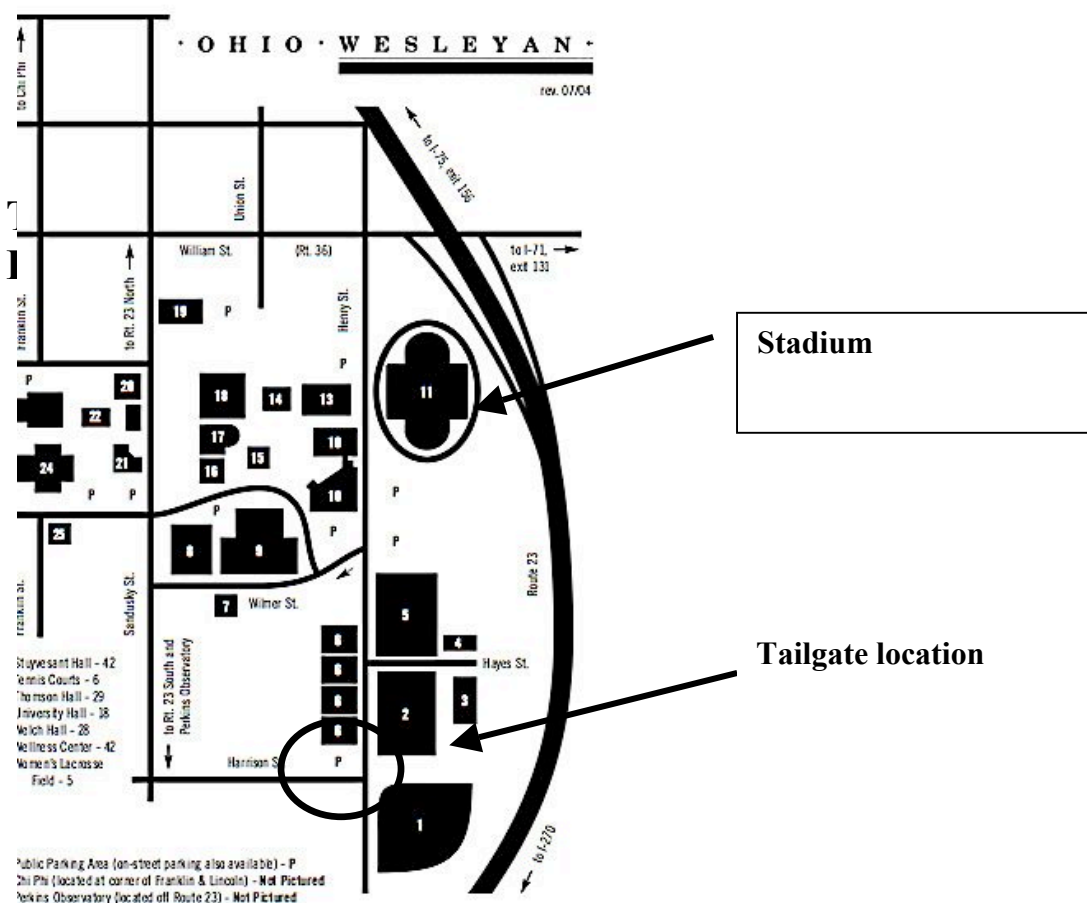 · OHIO · WESLEYAN ·
rev. 07/04
to Chi Phi
to I-75, exit 156
Union St.
William St.
(Rt. 36)
to I-71,
exit 131
Franklin St.
to Rt. 23 North
Henry St.
19
P
Stadium
P
P
20
18
14
13
11
22
17
10
15
24
21
16
10
P
P
P
P
P
25
8
9
P
P
Route 23
Franklin St.
Sandusky St.
7
Wilmer St.
5
6
4
Hayes St.
Tailgate location
to Rt. 23 South and
Perkins Observatory
6
6
6
2
3
Stuyvesant Hall - 42
Tennis Courts - 6
Thomson Hall - 29
University Hall - 18
Welch Hall - 28
Wellness Center - 42
Women's Lacrosse
Field - 5
Harrison S
P
1
to I-270
Public Parking Area (on-street parking also available) - P
Chi Phi (located at corner of Franklin & Lincoln) - Not Pictured
Perkins Observatory (located off Route 23) - Not Pictured